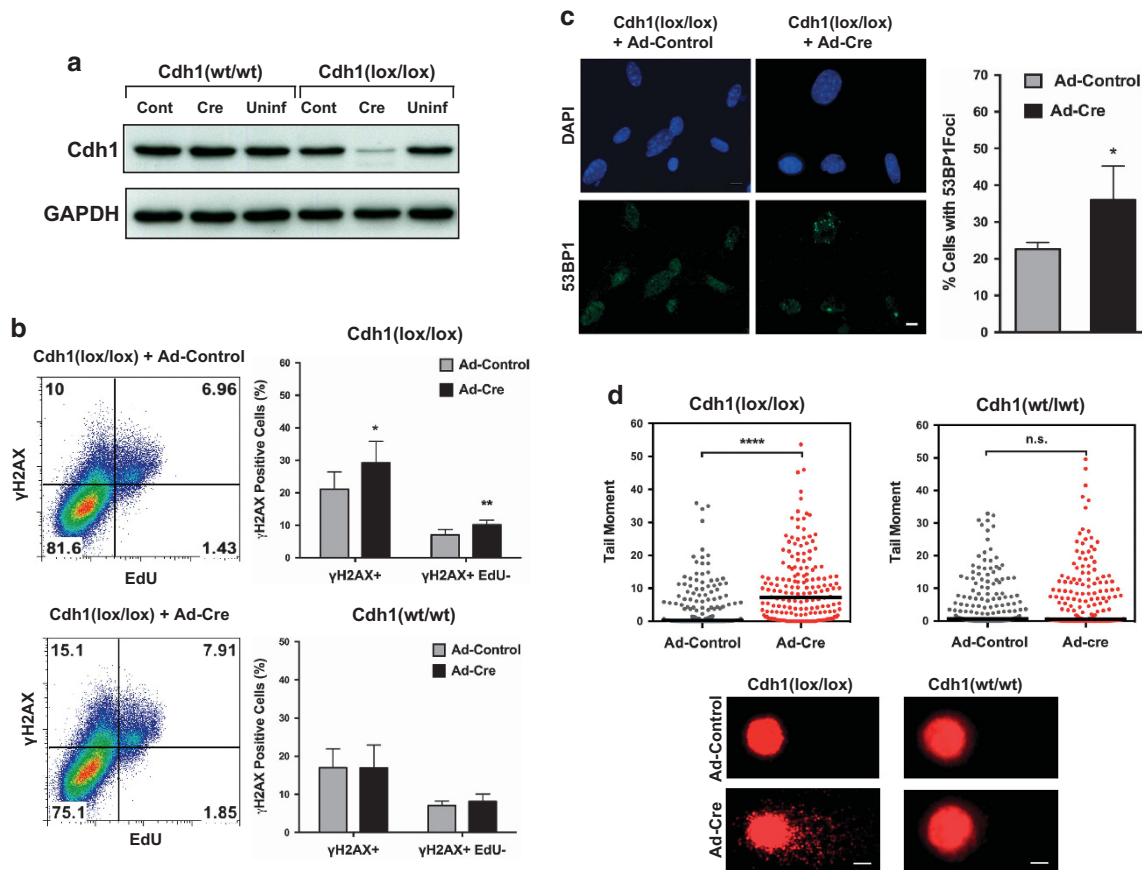 a
Cdh1(wt/wt) Cdh1(lox/lox)
Cont Cre Uninf Cont Cre Uninf
Cdh1
GAPDH
b
Cdh1(lox/lox) + Ad-Control
10 6.96
81.6 1.43
γH2AX
EdU
Cdh1(lox/lox)
Ad-Control
Ad-Cre
60
50
40
30
20
10
0
γH2AX Positive Cells (%)
*
**
γH2AX+ γH2AX+ EdU-
Cdh1(lox/lox) + Ad-Cre
15.1 7.91
75.1 1.85
γH2AX
EdU
Cdh1(wt/wt)
Ad-Control
Ad-Cre
50
40
30
20
10
0
γH2AX Positive Cells (%)
γH2AX+ γH2AX+ EdU-
c
Cdh1(lox/lox)
+ Ad-Control
Cdh1(lox/lox)
+ Ad-Cre
DAPI
53BP1
70
60
50
40
30
20
10
0
% Cells with 53BP1Foci
Ad-Control
Ad-Cre
*
d
Cdh1(lox/lox)
60
50
40
30
20
10
0
Tail Moment
****
Ad-Control Ad-Cre
Cdh1(wt/lwt)
60
50
40
30
20
10
0
Tail Moment
n.s.
Ad-Control Ad-cre
Cdh1(lox/lox) Cdh1(wt/wt)
Ad-Control
Ad-Cre